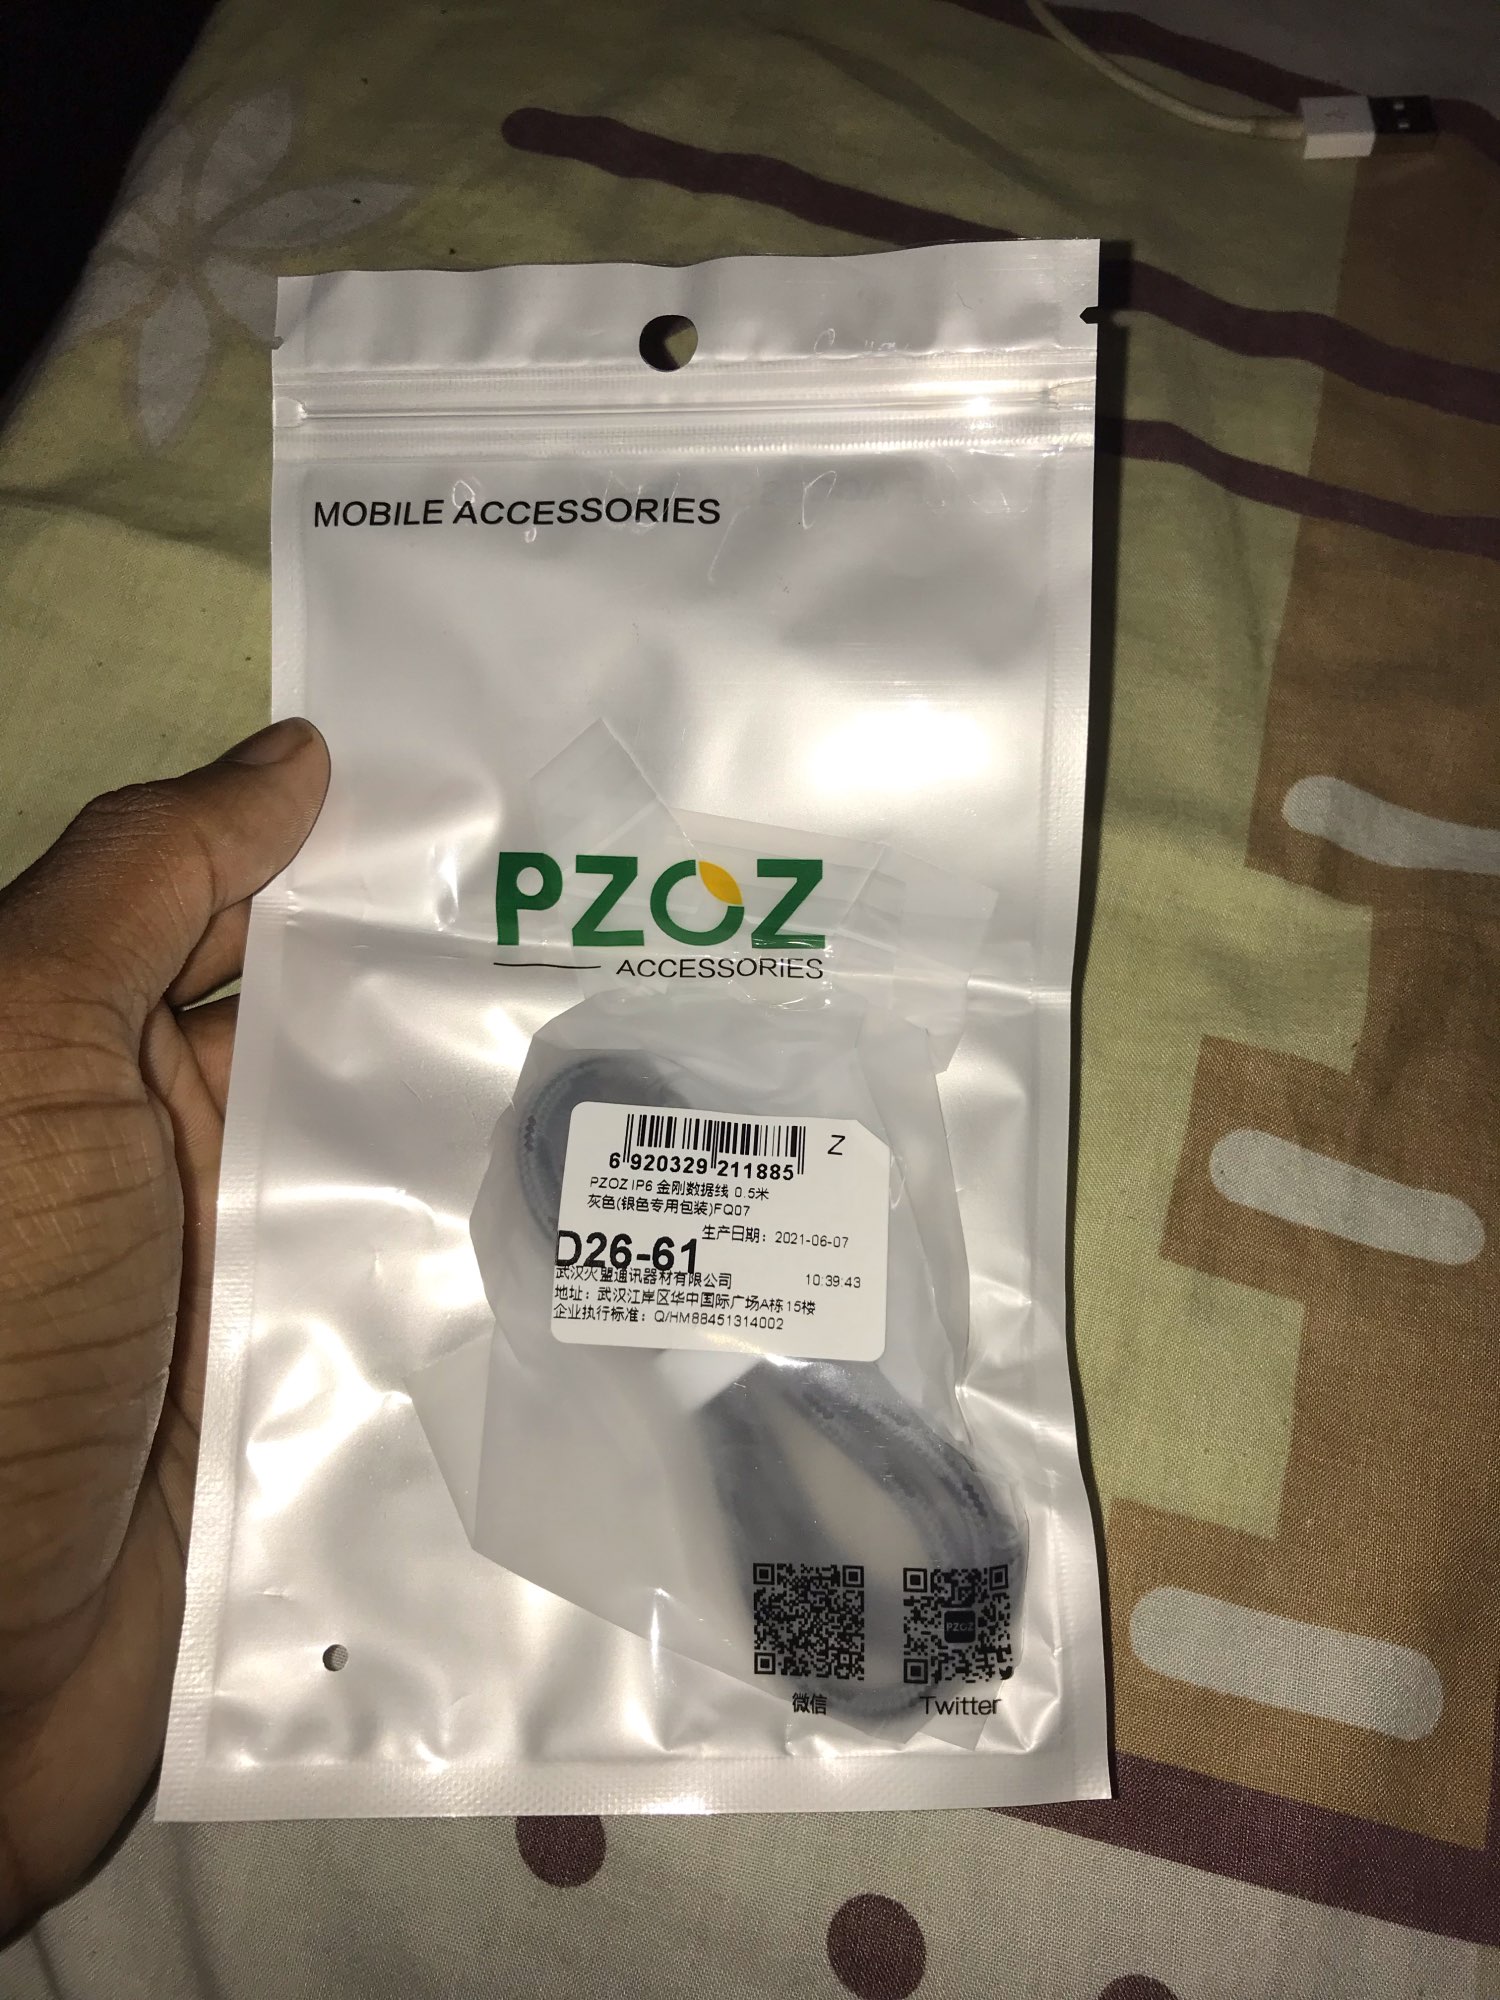 MOBILE ACCESSORIES
PZOZ
ACCESSORIES
Z
6 920329 211885
PZOZ IP6 金刚数据线 0.5米
灰色(银色专用包装)FQ07
生产日期：2021-06-07
D26-61
武汉火盟通讯器材有限公司 10:39:43
地址：武汉江岸区华中国际广场A栋15楼
企业执行标准：Q/HM88451314002
PZOZ
微信 Twitter